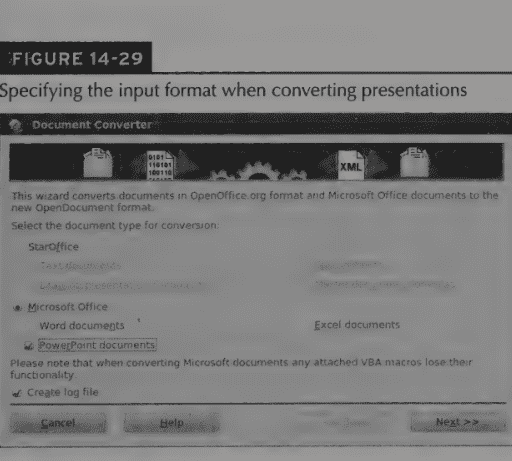 FIGURE 14-29
Specifying the input format when converting presentations
Document Converter
0101
110101
100110
XML
This wizard converts documents in OpenOffice.org format and Microsoft Office documents to the
new OpenDocument format.
Select the document type for conversion:
StarOffice
Microsoft Office
Word documents
Excel documents
PowerPoint documents
Please note that when converting Microsoft documents any attached VBA macros lose their
functionality.
Create log file
Cancel
Help
Next >>